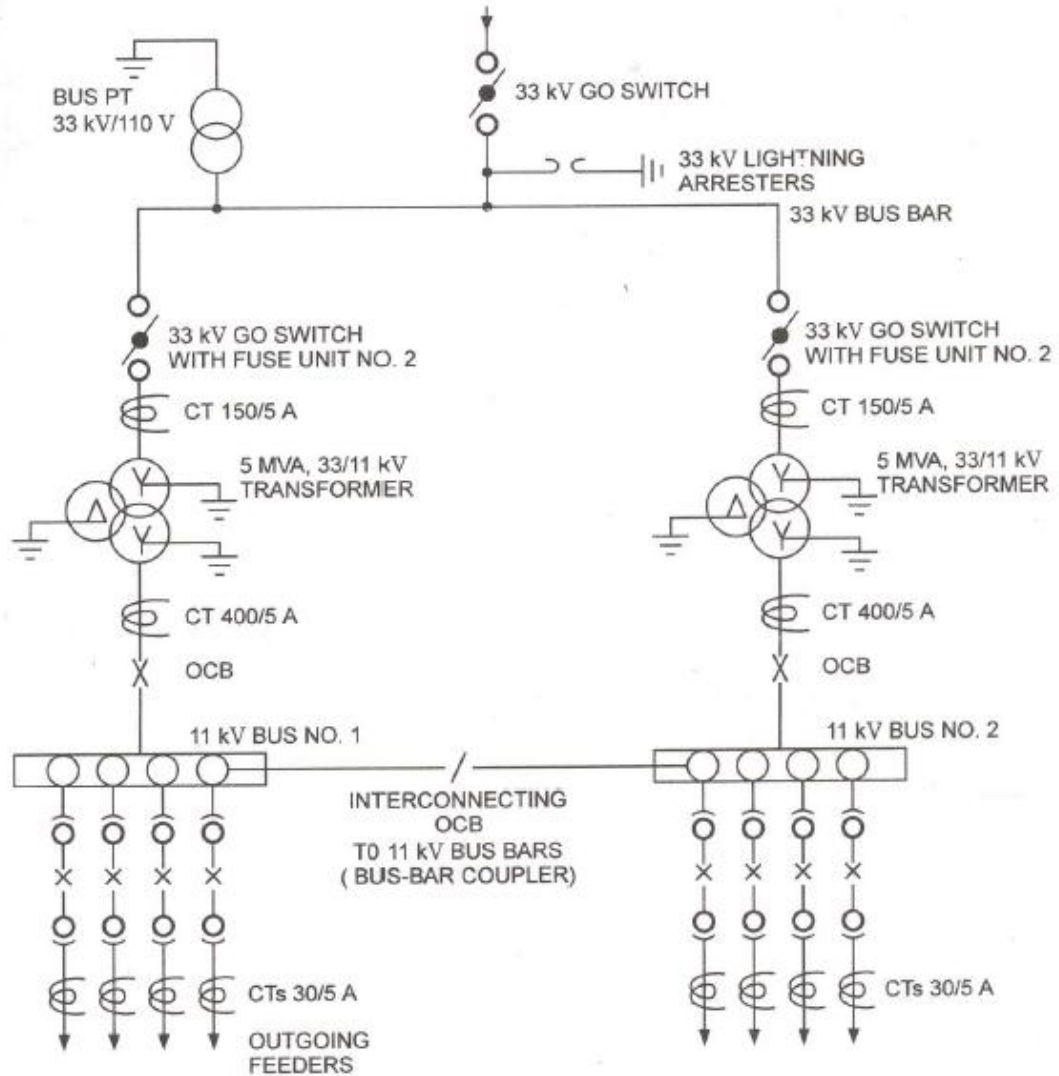 33 kV GO SWITCH
BUS PT
33 kV/110 V
33 kV LIGHTNING
ARRESTERS
33 kV BUS BAR
33 kV GO SWITCH
WITH FUSE UNIT NO. 2
33 kV GO SWITCH
WITH FUSE UNIT NO. 2
CT 150/5 A
CT 150/5 A
5 MVA, 33/11 kV
TRANSFORMER
Y
Δ
Y
5 MVA, 33/11 kV
TRANSFORMER
Y
Δ
Y
CT 400/5 A
CT 400/5 A
OCB
OCB
11 kV BUS NO. 1
11 kV BUS NO. 2
INTERCONNECTING
OCB
T0 11 kV BUS BARS
( BUS-BAR COUPLER)
CTs 30/5 A
CTs 30/5 A
OUTGOING
FEEDERS